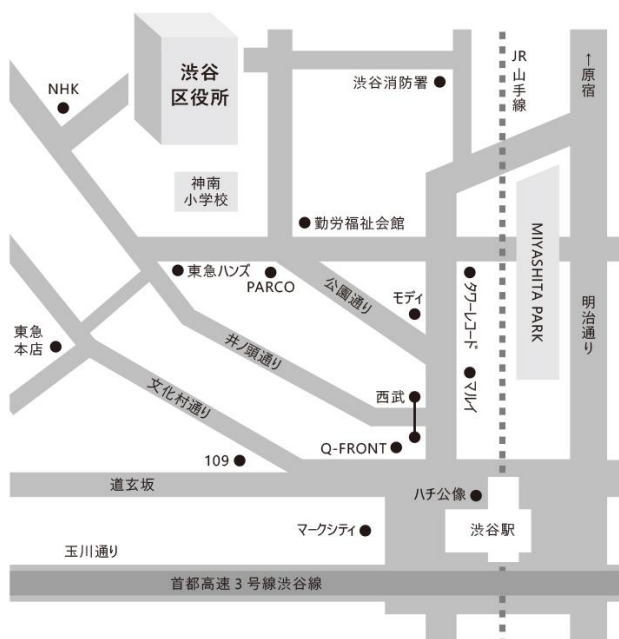 JR 山手線
↑原宿
渋谷
区役所
渋谷消防署
NHK
神南
小学校
勤労福祉会館
MIYASHITA PARK
東急ハンズ
PARCO
公園通り
モディ
タワーレコード
明治通り
東急
本店
井ノ頭通り
マルイ
文化村通り
西武
Q-FRONT
109
道玄坂
ハチ公像
マークシティ
渋谷駅
玉川通り
首都高速 3 号線渋谷線